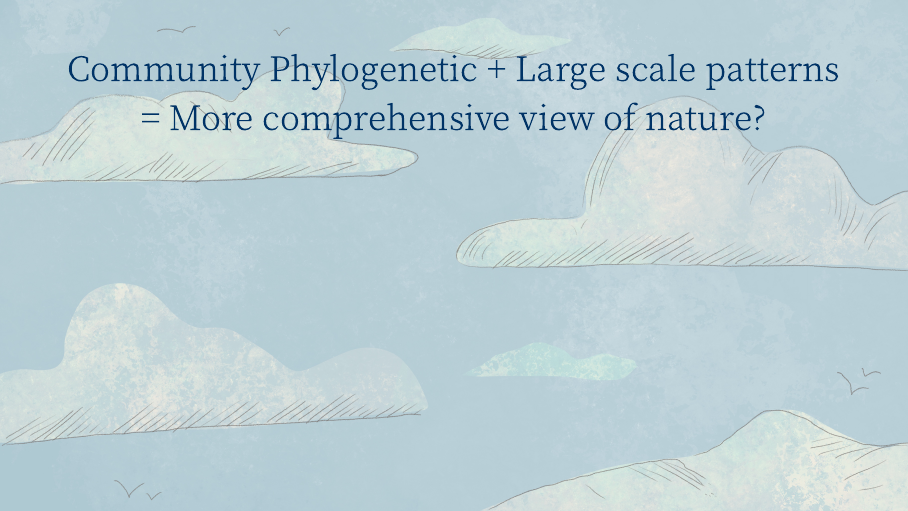 Community Phylogenetic + Large scale patterns
= More comprehensive view of nature?